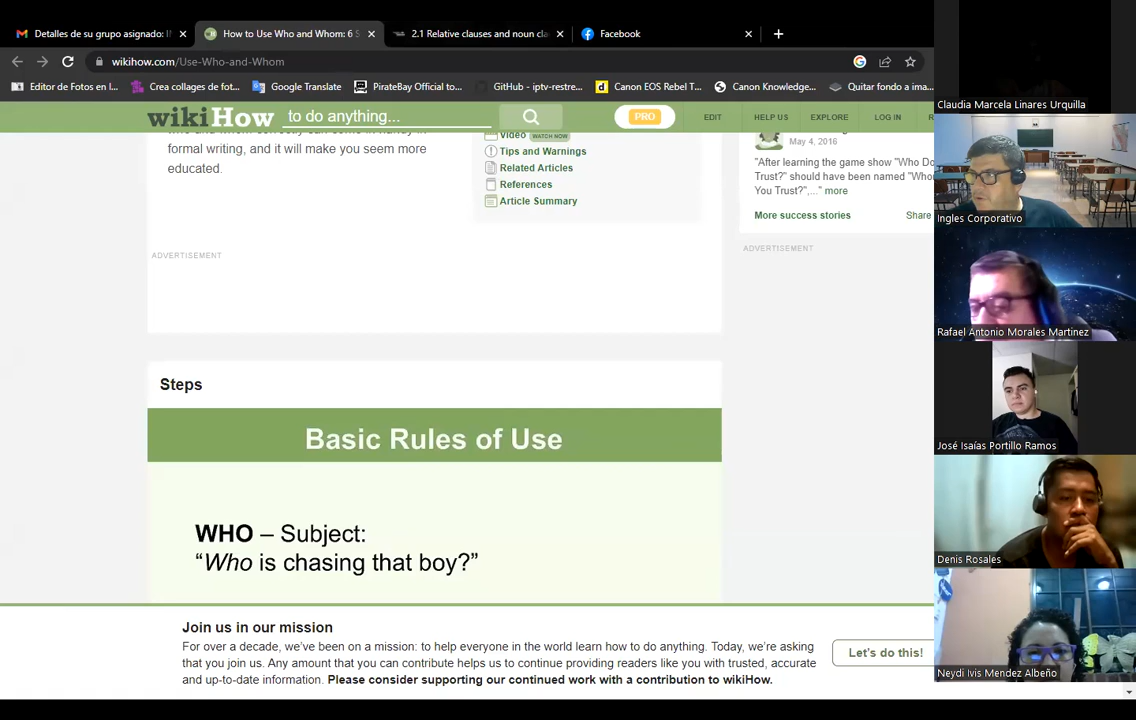 Detalles de su grupo asignado: I
How to Use Who and Whom: 6 S
2.1 Relative clauses and noun cla
Facebook
wikihow.com/Use-Who-and-Whom
Editor de Fotos en l...
Crea collages de fot...
Google Translate
PirateBay Official to...
GitHub - iptv-restre...
Canon EOS Rebel T...
Canon Knowledge...
Quitar fondo a ima...
wikiHow
to do anything...
PRO
EDIT
HELP US
EXPLORE
LOG IN
formal writing, and it will make you seem more
educated.
Video
WATCH NOW
Tips and Warnings
Related Articles
References
Article Summary
May 4, 2016
"After learning the game show "Who Do
Trust?" should have been named "Who
You Trust?",..." more
More success stories
Share
ADVERTISEMENT
ADVERTISEMENT
Steps
Basic Rules of Use
WHO – Subject:
“Who is chasing that boy?”
Join us in our mission
For over a decade, we've been on a mission: to help everyone in the world learn how to do anything. Today, we're asking
that you join us. Any amount that you can contribute helps us to continue providing readers like you with trusted, accurate
and up-to-date information. Please consider supporting our continued work with a contribution to wikiHow.
Let's do this!
Claudia Marcela Linares Urquilla
Ingles Corporativo
Rafael Antonio Morales Martinez
José Isaías Portillo Ramos
Denis Rosales
Neydi Ivis Mendez Albeño